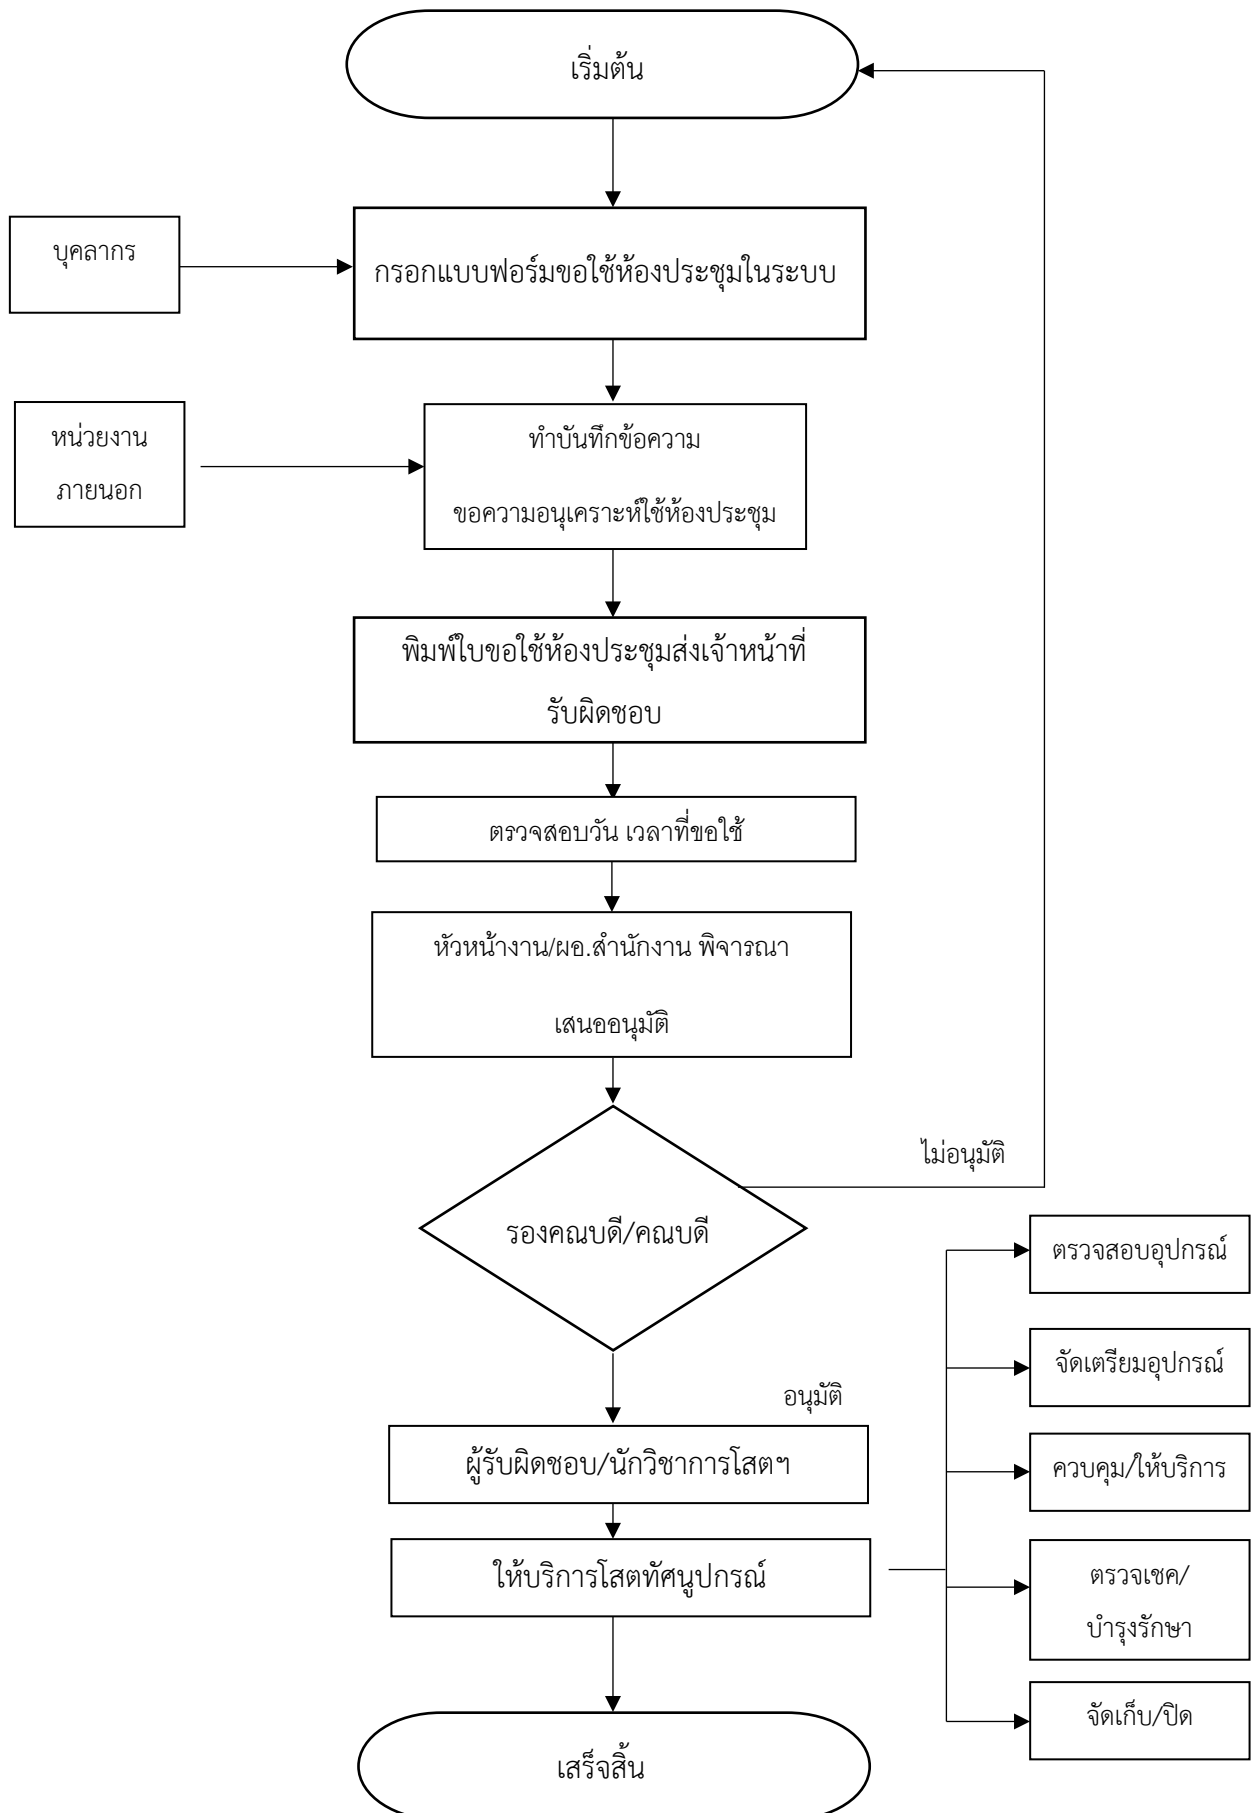 เริ่มต้น
บุคลากร
กรอกแบบฟอร์มขอใช้ห้องประชุมในระบบ
หน่วยงาน
ภายนอก
ทำบันทึกข้อความ
ขอความอนุเคราะห์ใช้ห้องประชุม
พิมพ์ใบขอใช้ห้องประชุมส่งเจ้าหน้าที่
รับผิดชอบ
ตรวจสอบวัน เวลาที่ขอใช้
หัวหน้างาน/ผอ.สำนักงาน พิจารณา
เสนออนุมัติ
ไม่อนุมัติ
รองคณบดี/คณบดี
อนุมัติ
ผู้รับผิดชอบ/นักวิชาการโสตฯ
ให้บริการโสตทัศนูปกรณ์
ตรวจสอบอุปกรณ์
จัดเตรียมอุปกรณ์
ควบคุม/ให้บริการ
ตรวจเชค/
บำรุงรักษา
จัดเก็บ/ปิด
เสร็จสิ้น